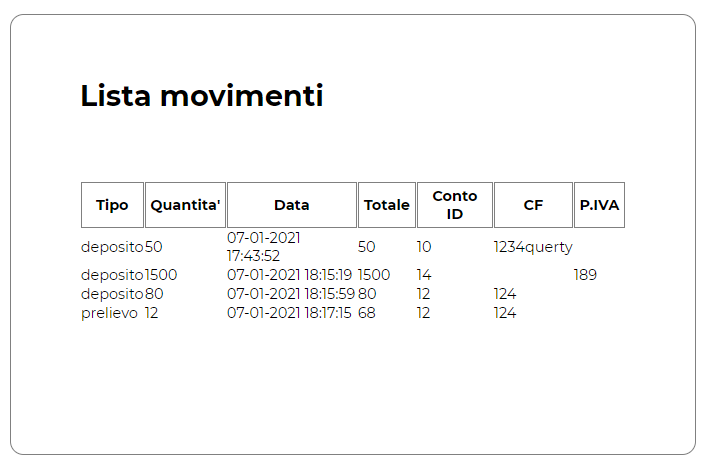 Lista movimenti
Tipo Quantita' Data Totale Conto ID CF P.IVA
deposito 50 07-01-2021 17:43:52 50 10 1234querty
deposito 1500 07-01-2021 18:15:19 1500 14 189
deposito 80 07-01-2021 18:15:59 80 12 124
prelievo 12 07-01-2021 18:17:15 68 12 124